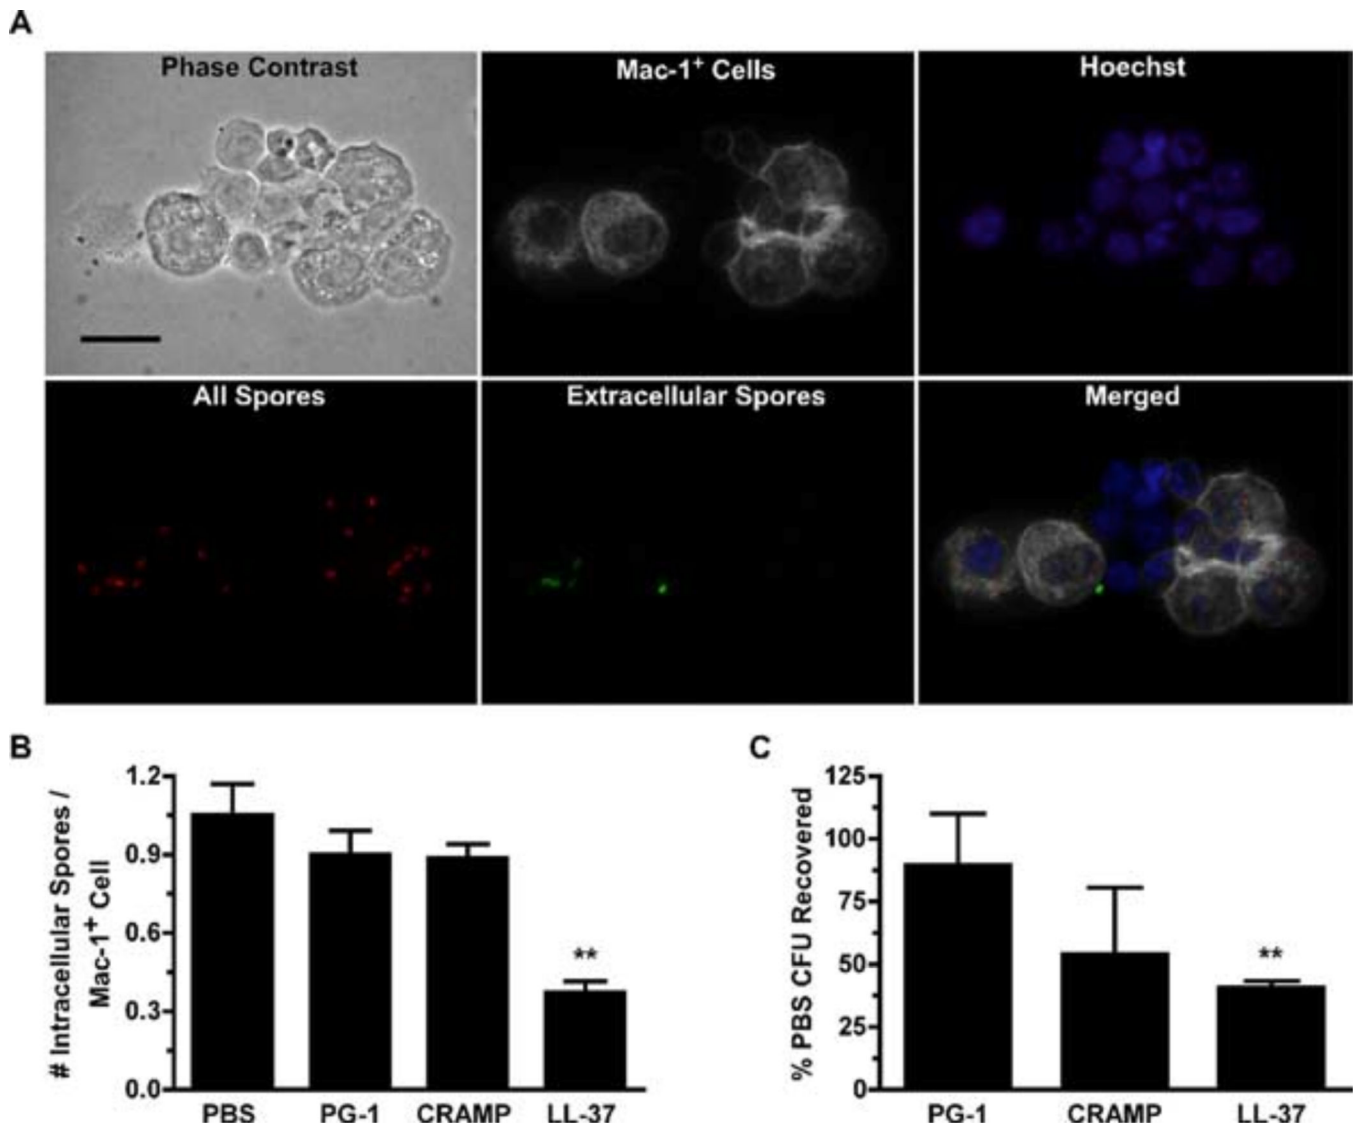 A
Phase Contrast
Mac-1+ Cells
Hoechst
All Spores
Extracellular Spores
Merged
B
# Intracellular Spores /
Mac-1+ Cell
1.2
0.9
0.6
0.3
0.0
**
PBS PG-1 CRAMP LL-37
C
% PBS CFU Recovered
125
100
75
50
25
0
**
PG-1 CRAMP LL-37